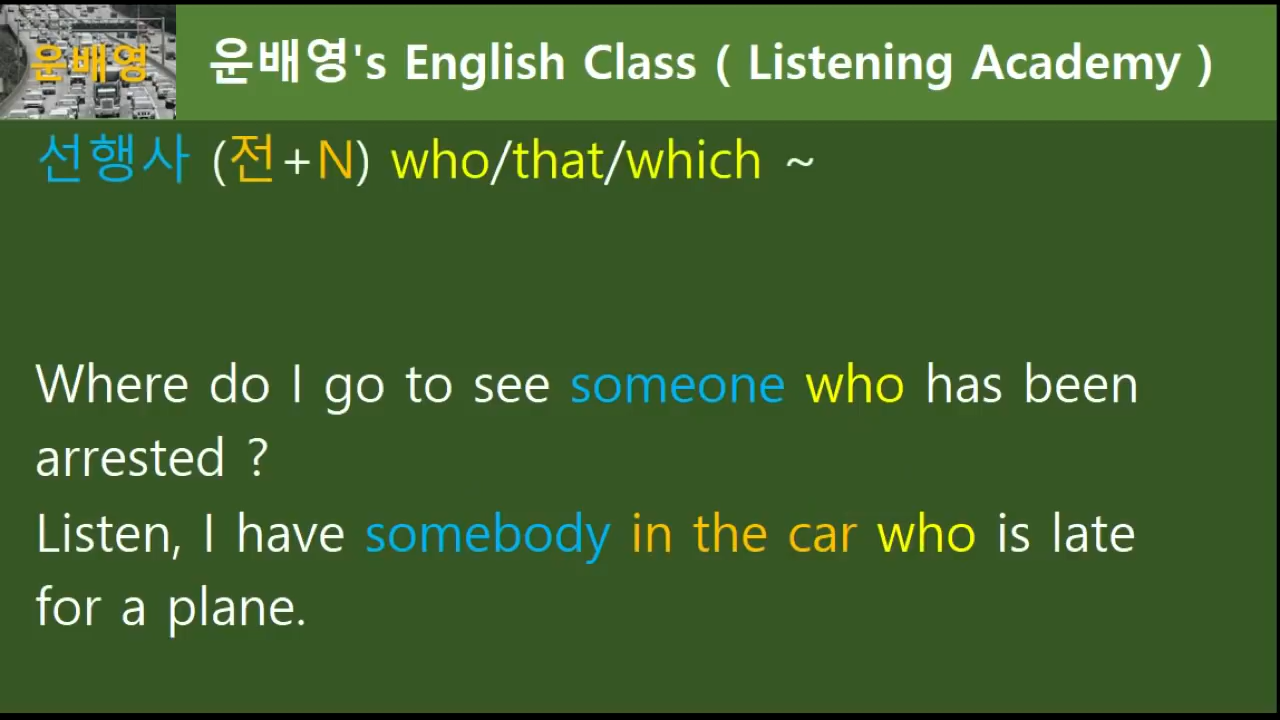 운배영
운배영's English Class ( Listening Academy )
선행사 (전+N) who/that/which ~
Where do I go to see someone who has been
arrested ?
Listen, I have somebody in the car who is late
for a plane.